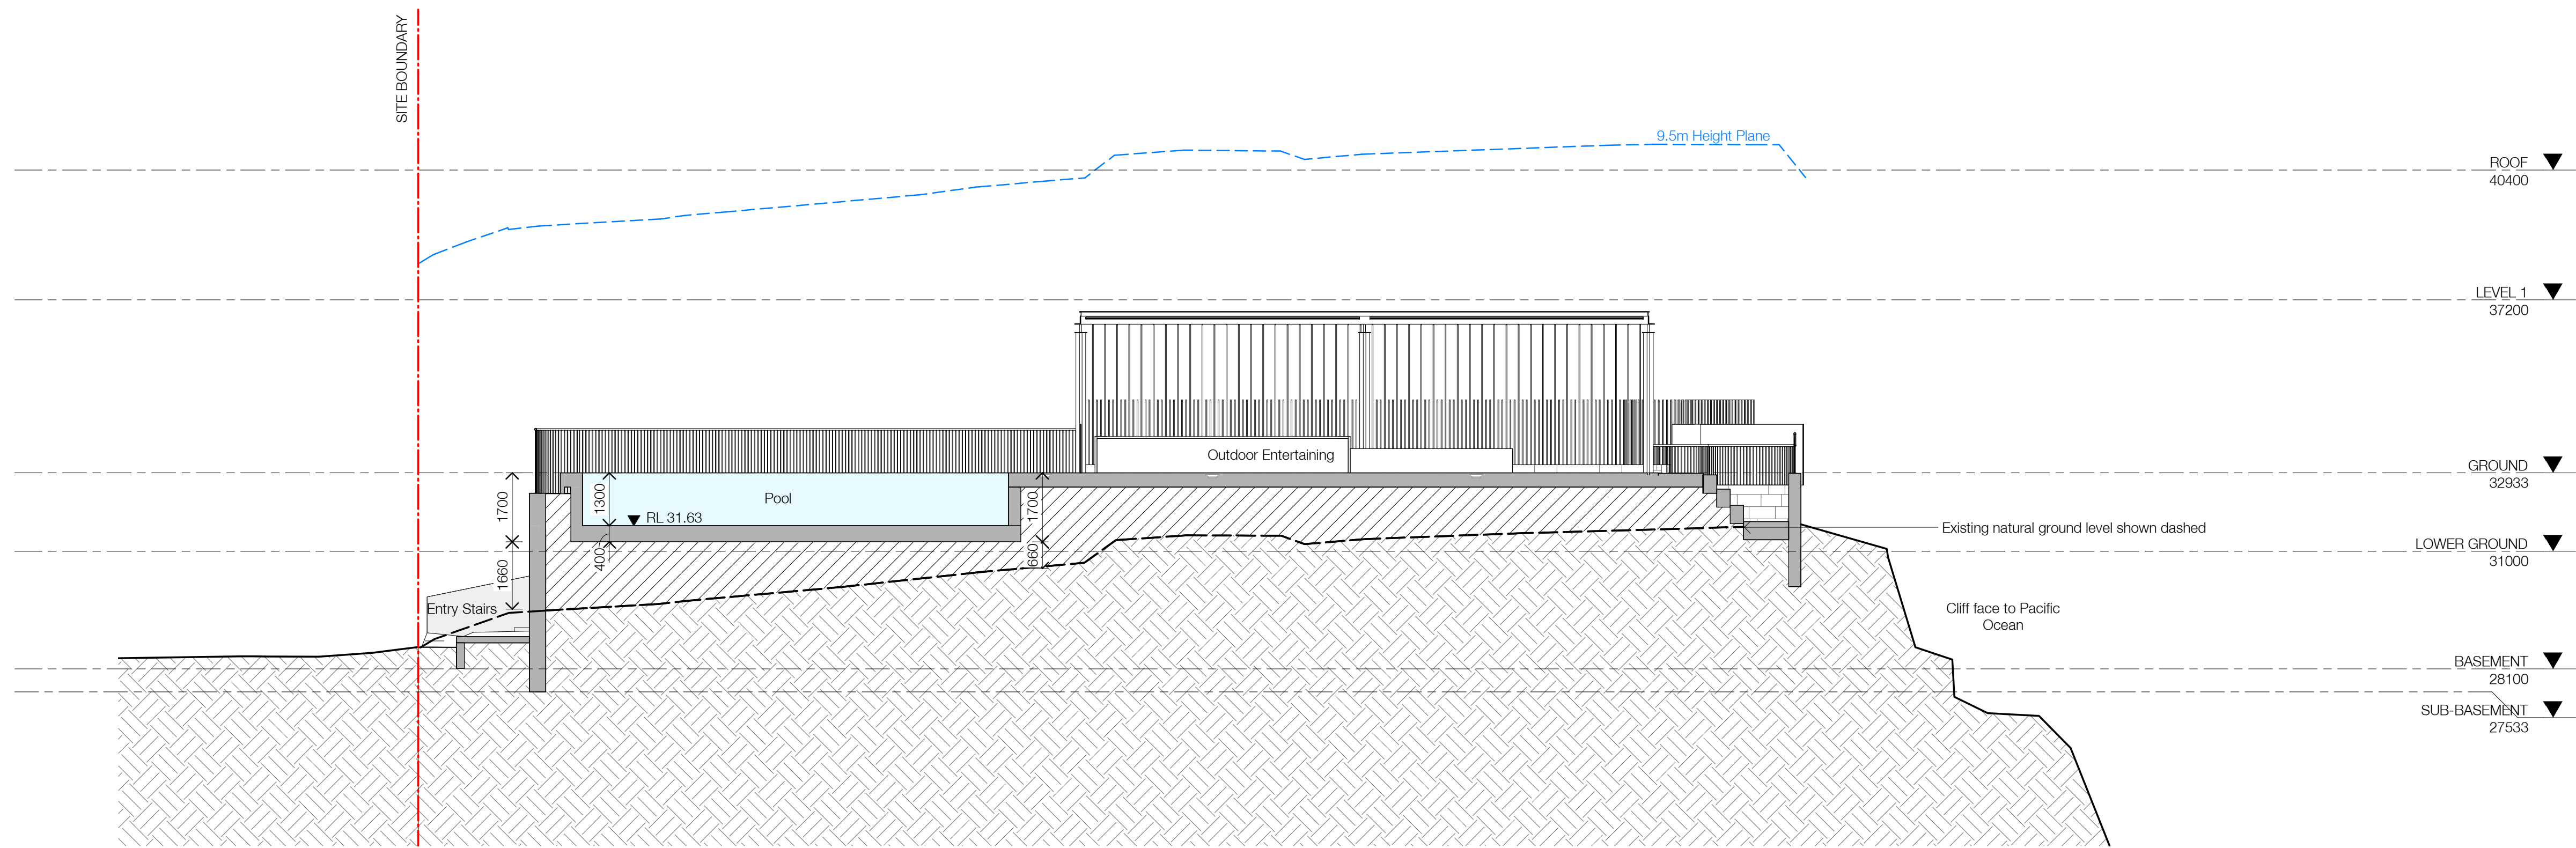 SITE BOUNDARY
9.5m Height Plane
ROOF
40400
LEVEL 1
37200
Outdoor Entertaining
GROUND
32933
1700
1300
Pool
1700
RL 31.63
Existing natural ground level shown dashed
LOWER GROUND
31000
400
660
1660
Entry Stairs
Cliff face to Pacific
Ocean
BASEMENT
28100
SUB-BASEMENT
27533